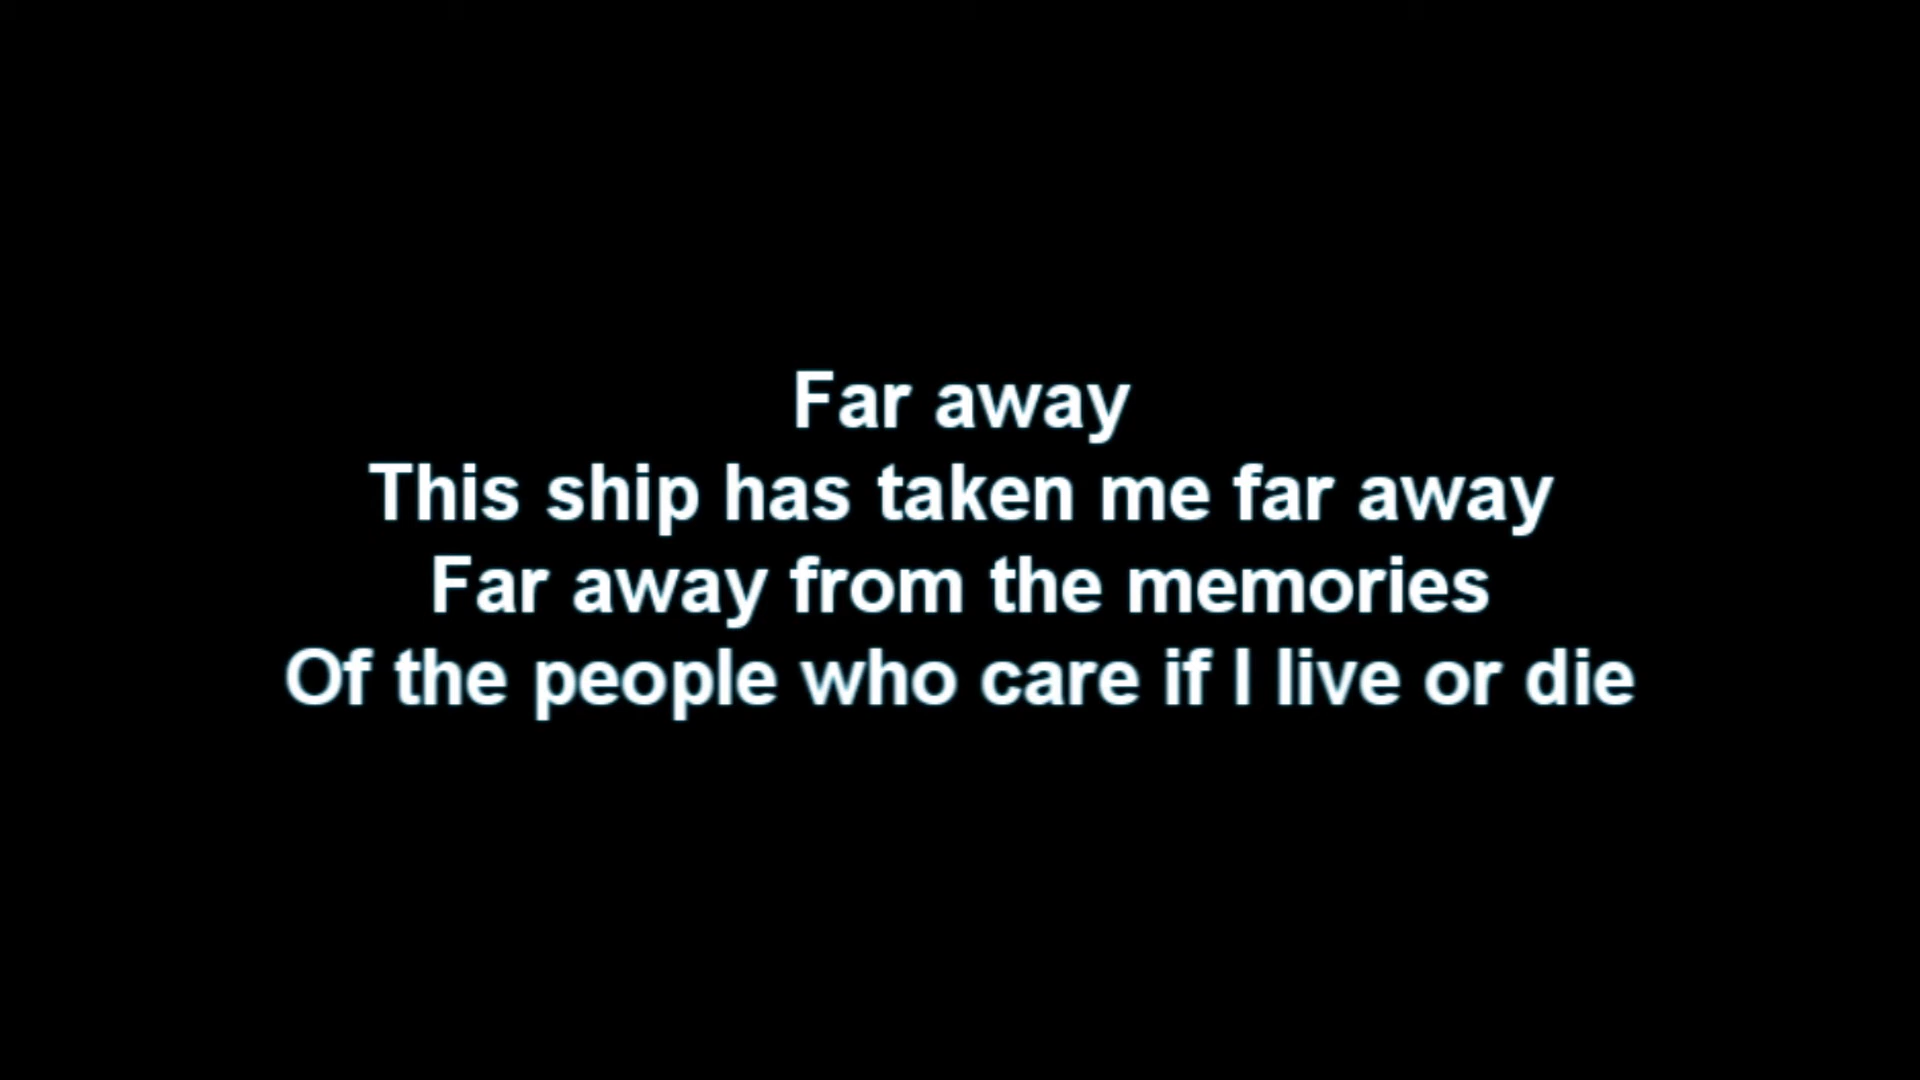 Far away
This ship has taken me far away
Far away from the memories
Of the people who care if I live or die